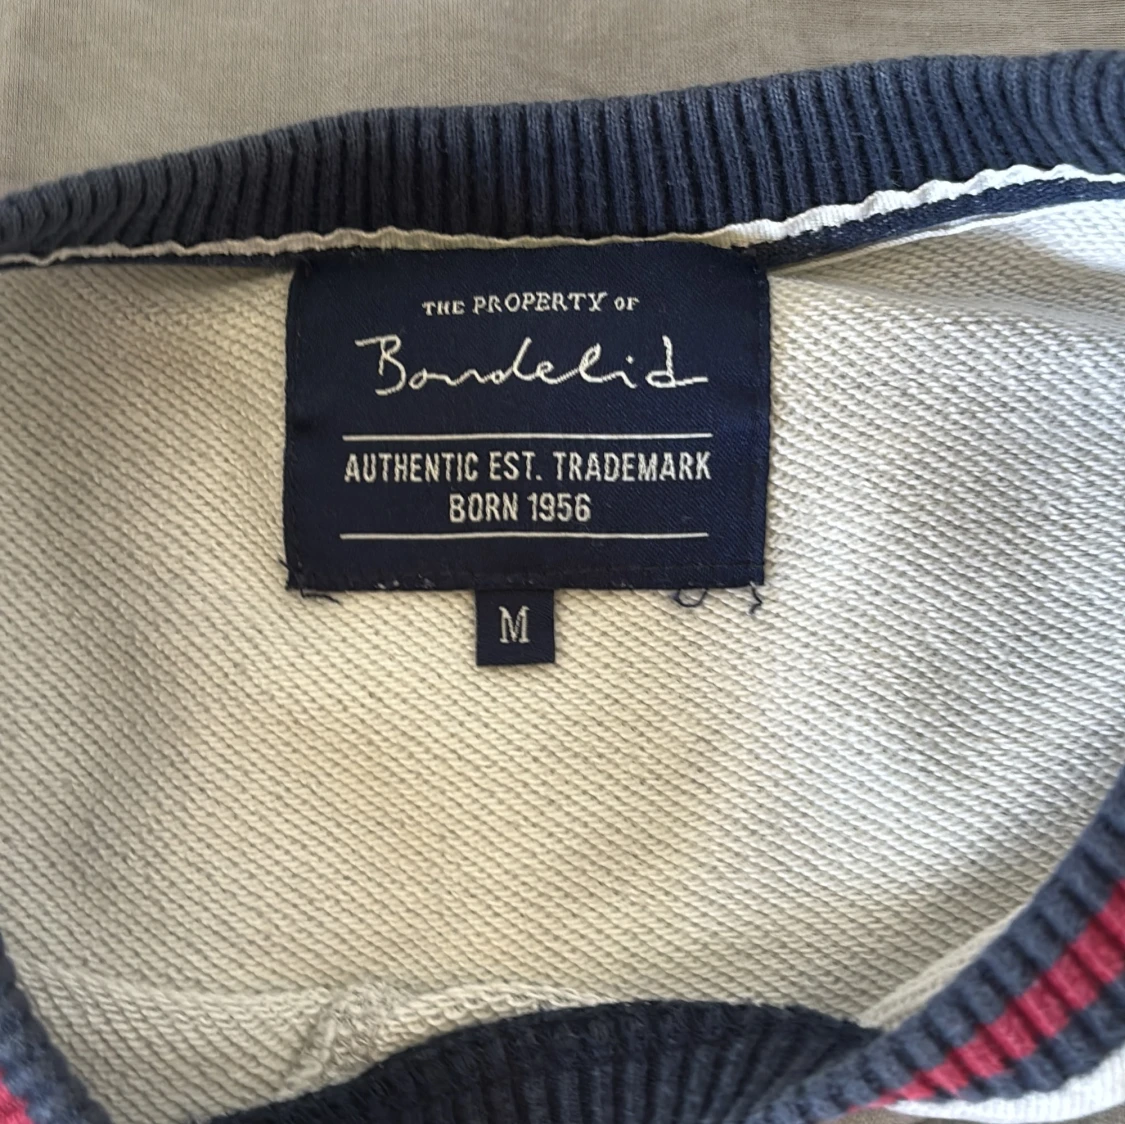 THE PROPERTY OF
Bondelid
AUTHENTIC EST. TRADEMARK
BORN 1956
M